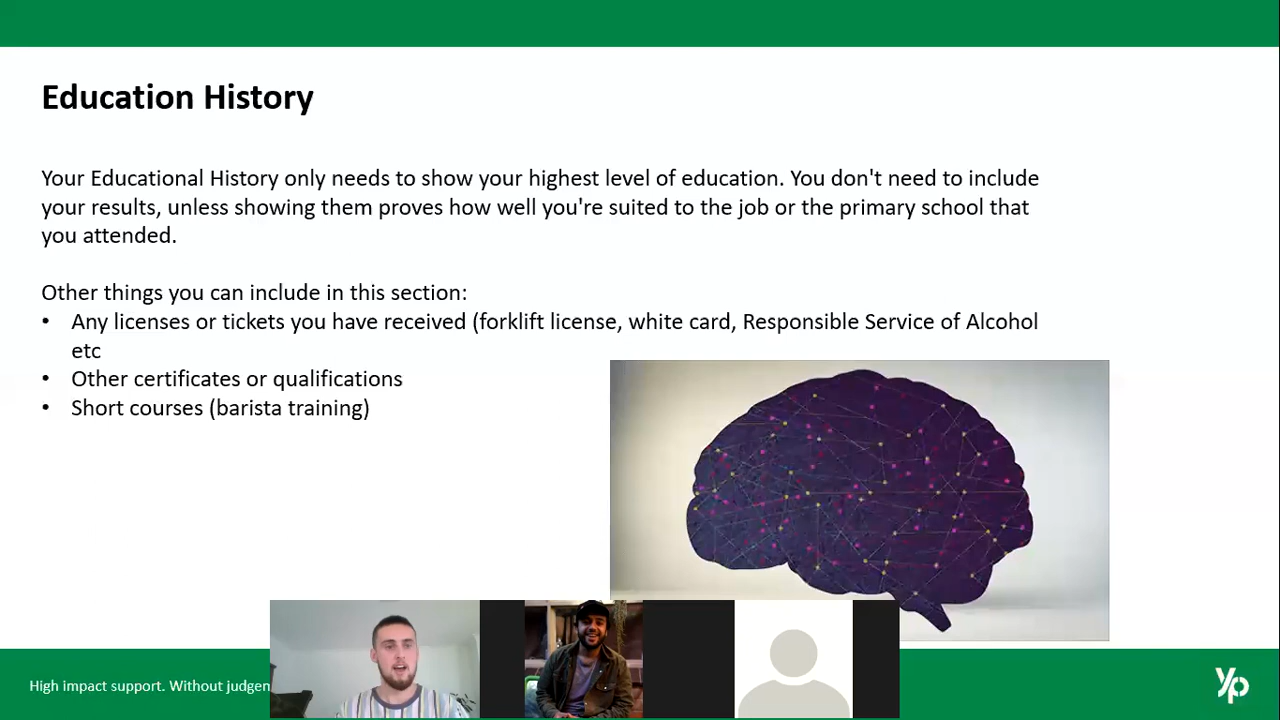 Education History
Your Educational History only needs to show your highest level of education. You don't need to include
your results, unless showing them proves how well you're suited to the job or the primary school that
you attended.
Other things you can include in this section:
• Any licenses or tickets you have received (forklift license, white card, Responsible Service of Alcohol
etc
• Other certificates or qualifications
• Short courses (barista training)
High impact support. Without judgen
yp